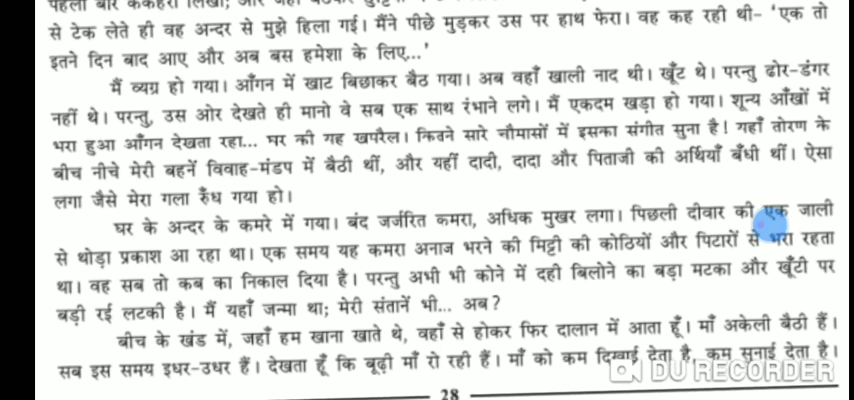 पहली बार ककहरा लिखा; और जहाँ बैठकर
से टेक लेते ही वह अन्दर से मुझे हिला गई। मैंने पीछे मुड़कर उस पर हाथ फेरा। वह कह रही थी- ‘एक तो
इतने दिन बाद आए और अब बस हमेशा के लिए...’
मैं व्यग्र हो गया। आँगन में खाट बिछाकर बैठ गया। अब वहाँ खाली नाद थी। खूँट थे। परन्तु ढोर-डंगर
नहीं थे। परन्तु, उस ओर देखते ही मानो वे सब एक साथ रंभाने लगे। मैं एकदम खड़ा हो गया। शून्य आँखों में
भरा हुआ आँगन देखता रहा... घर की यह खपरैल। कितने सारे चौमासों में इसका संगीत सुना है! यहाँ तोरण के
बीच नीचे मेरी बहनें विवाह-मंडप में बैठी थीं, और यहीं दादी, दादा और पिताजी की अर्थियाँ बँधी थीं। ऐसा
लगा जैसे मेरा गला रुँध गया हो।
घर के अन्दर के कमरे में गया। बंद जर्जरित कमरा, अधिक मुखर लगा। पिछली दीवार की एक जाली
से थोड़ा प्रकाश आ रहा था। एक समय यह कमरा अनाज भरने की मिट्टी की कोठियों और पिटारों से भरा रहता
था। वह सब तो कब का निकाल दिया है। परन्तु अभी भी कोने में दही बिलोने का बड़ा मटका और खूँटी पर
बड़ी रई लटकी है। मैं यहाँ जन्मा था; मेरी संतानें भी... अब?
बीच के खंड में, जहाँ हम खाना खाते थे, वहाँ से होकर फिर दालान में आता हूँ। माँ अकेली बैठी हैं।
सब इस समय इधर-उधर हैं। देखता हूँ कि बूढ़ी माँ रो रही हैं। माँ को कम दिखाई देता है, कम सुनाई देता है।
DU RECORDER
28